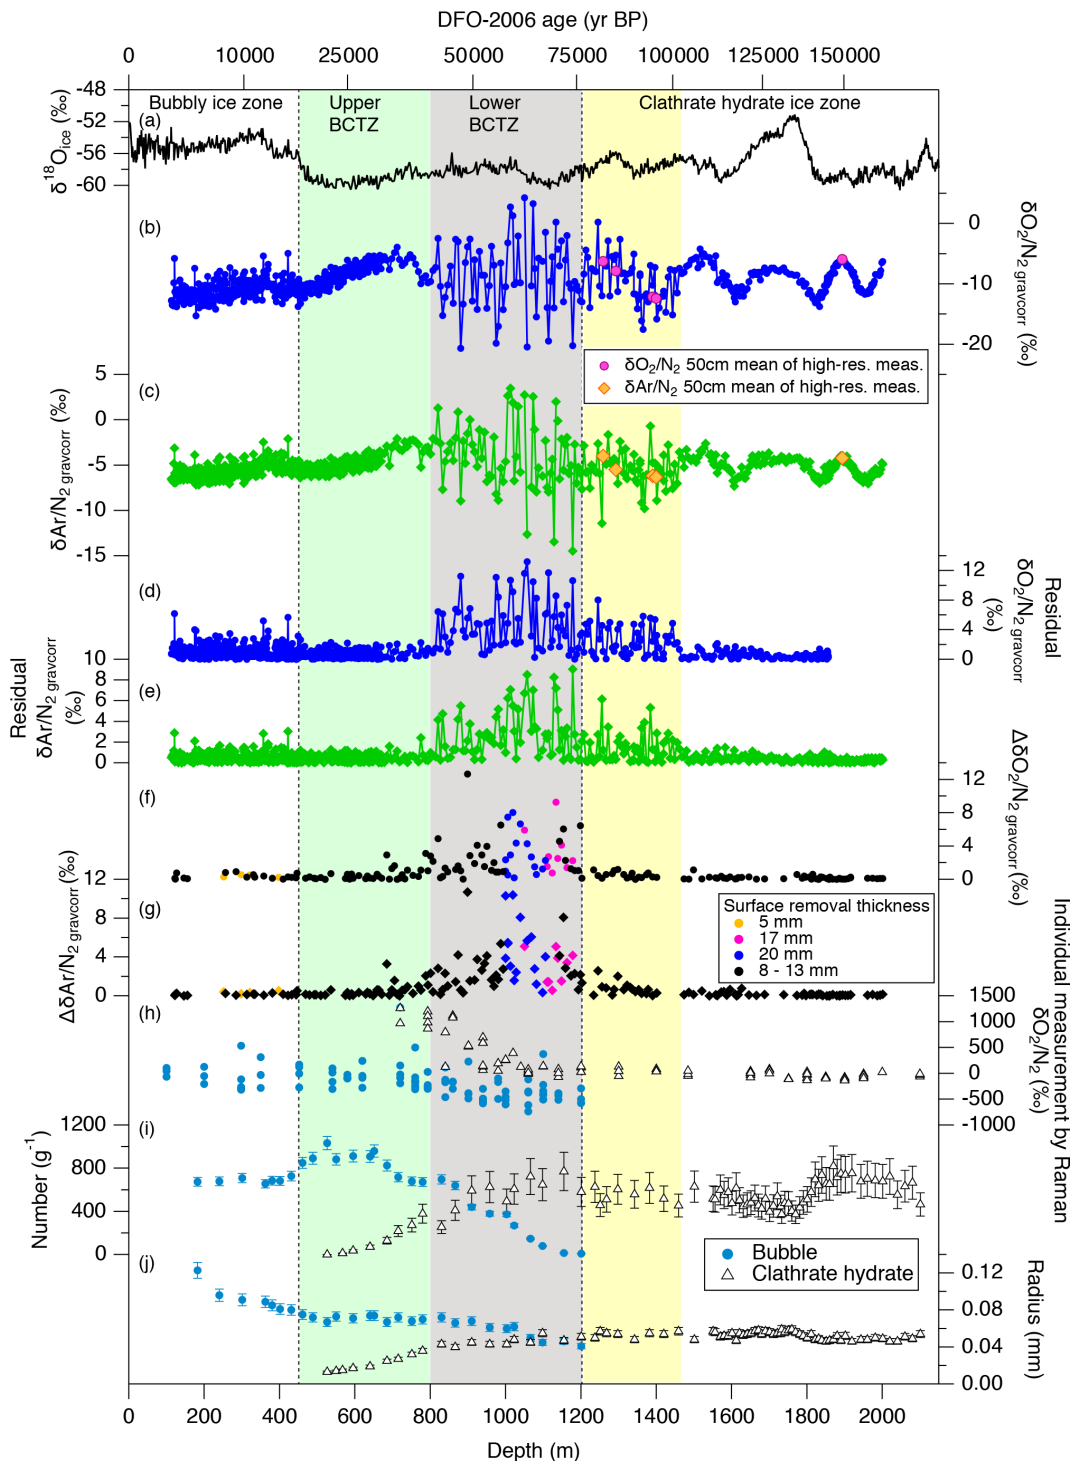 DFO-2006 age (yr BP)
0 10000 25000 50000 75000 100000 125000 150000
Bubbly ice zone
Upper BCTZ
Lower BCTZ
Clathrate hydrate ice zone
(a)
δ18Oice (‰)
-48
-52
-56
-60
(b)
δO2/N2 gravcorr (‰)
0
-10
-20
δO2/N2 50cm mean of high-res. meas.
δAr/N2 50cm mean of high-res. meas.
(c)
δAr/N2 gravcorr (‰)
5
0
-5
-10
-15
(d)
Residual
δO2/N2 gravcorr
(‰)
12
8
4
0
(e)
Residual
δAr/N2 gravcorr
(‰)
10
8
6
4
2
0
(f)
ΔδO2/N2 gravcorr (‰)
12
8
4
0
(g)
ΔδAr/N2 gravcorr (‰)
12
8
4
0
Surface removal thickness
5 mm
17 mm
20 mm
8 - 13 mm
(h)
Individual measurement by Raman
δO2/N2 (‰)
1500
1000
500
0
-500
-1000
(i)
Number (g-1)
1200
800
400
0
Bubble
Clathrate hydrate
(j)
Radius (mm)
0.12
0.08
0.04
0.00
0 200 400 600 800 1000 1200 1400 1600 1800 2000
Depth (m)